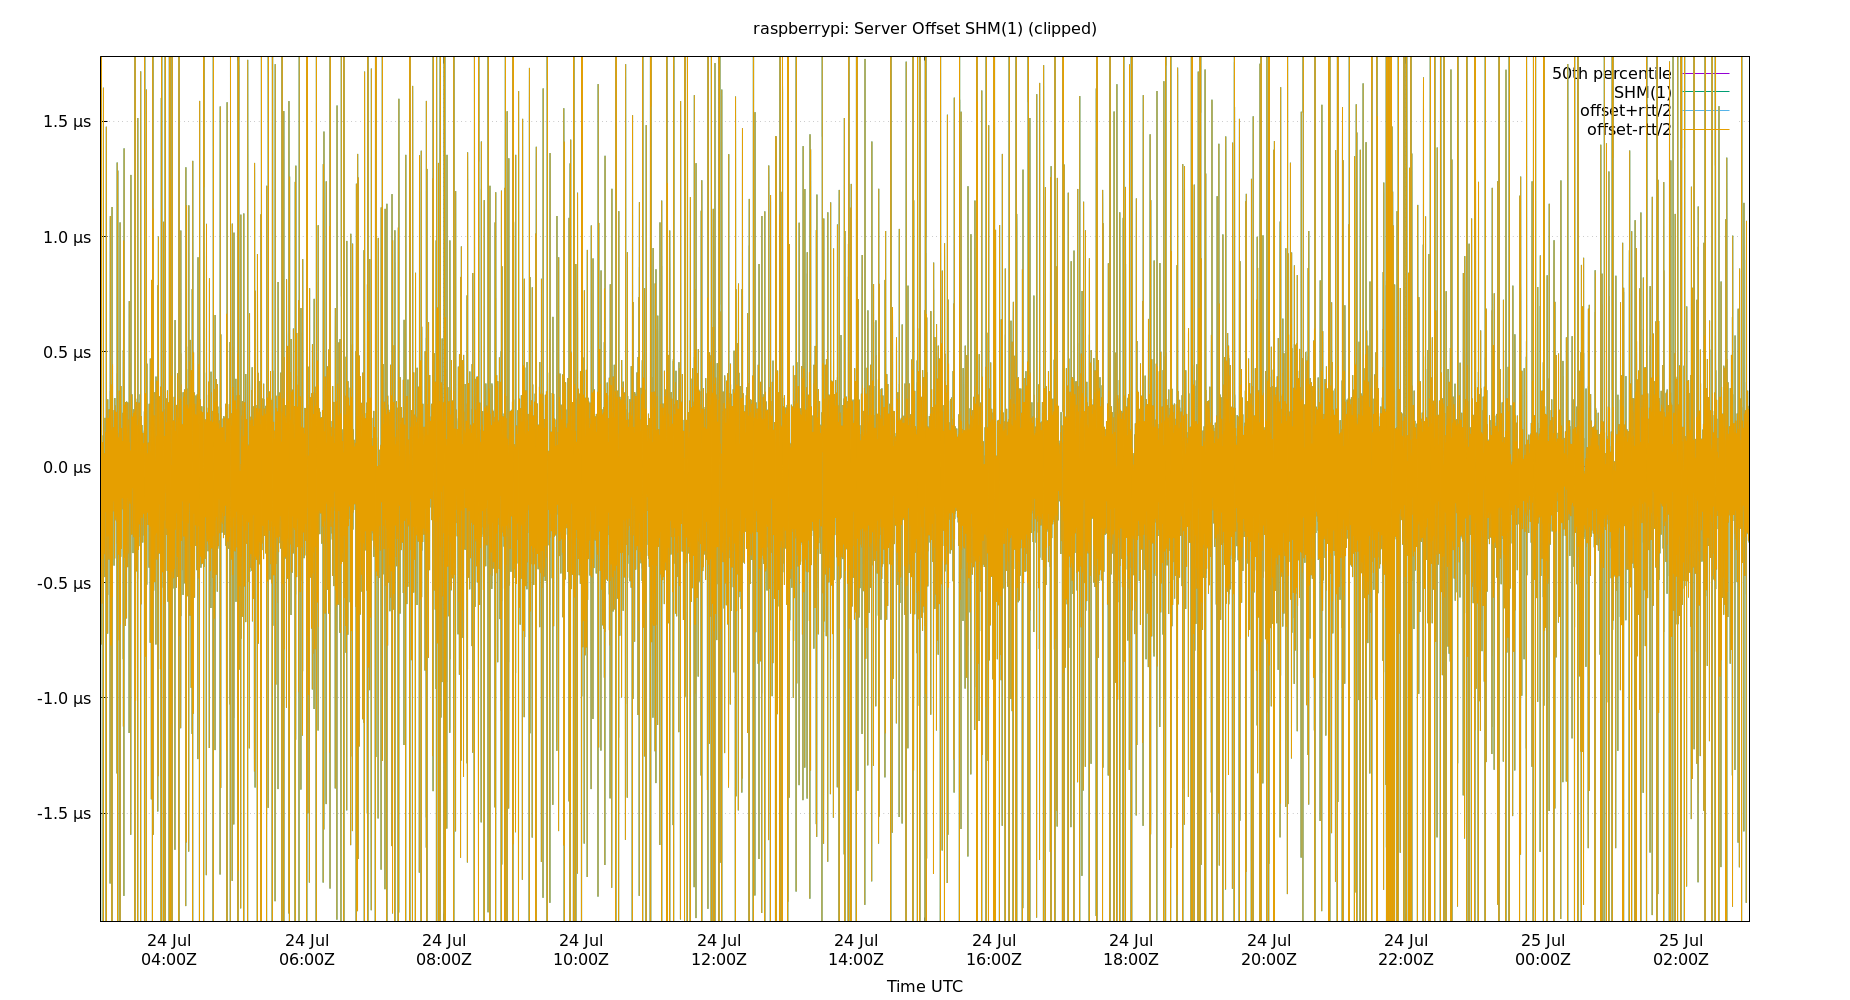 raspberrypi: Server Offset SHM(1) (clipped)
50th percentile
SHM(1)
offset+rtt/2
offset-rtt/2
1.5 μs
1.0 μs
0.5 μs
0.0 μs
-0.5 μs
-1.0 μs
-1.5 μs
24 Jul 24 Jul 24 Jul 24 Jul 24 Jul 24 Jul 24 Jul 24 Jul 24 Jul 24 Jul 25 Jul 25 Jul
04:00Z 06:00Z 08:00Z 10:00Z 12:00Z 14:00Z 16:00Z 18:00Z 20:00Z 22:00Z 00:00Z 02:00Z
Time UTC